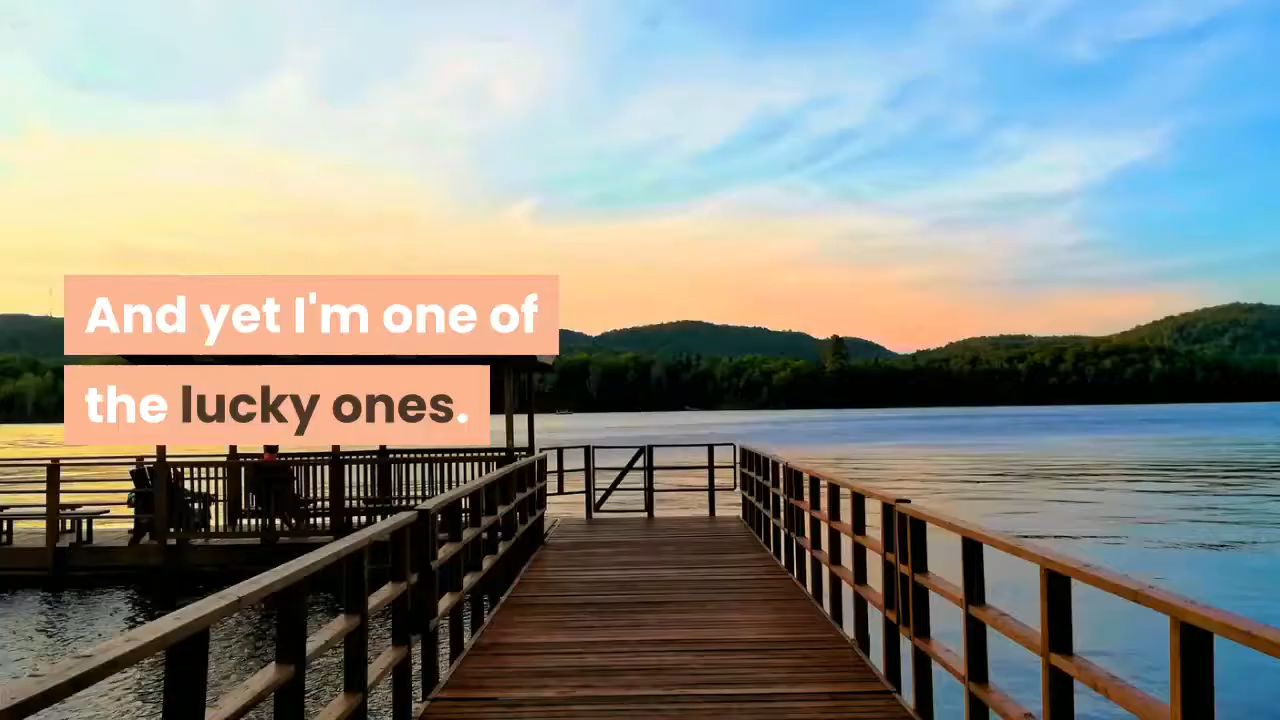 And yet I'm one of
the lucky ones.